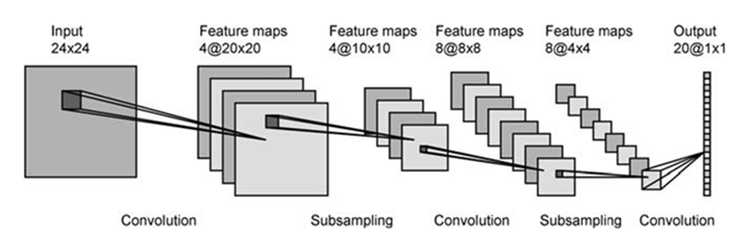 Input
24x24
Feature maps
4@20x20
Feature maps
4@10x10
Feature maps
8@8x8
Feature maps
8@4x4
Output
20@1x1
Convolution
Subsampling
Convolution
Subsampling
Convolution